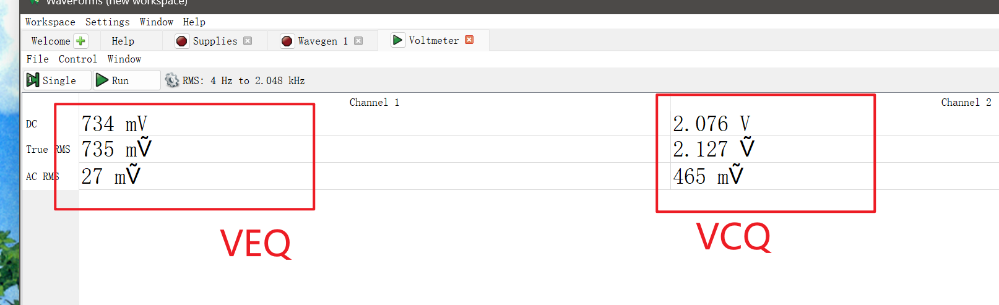 WaveForms (new workspace)
Workspace Settings Window Help
Welcome Help Supplies Wavegen 1 Voltmeter
File Control Window
1 Single Run RMS: 4 Hz to 2.048 kHz
Channel 1 Channel 2
DC 734 mV 2.076 V
True RMS 735 mṼ 2.127 Ṽ
AC RMS 27 mṼ 465 mṼ
VEQ VCQ